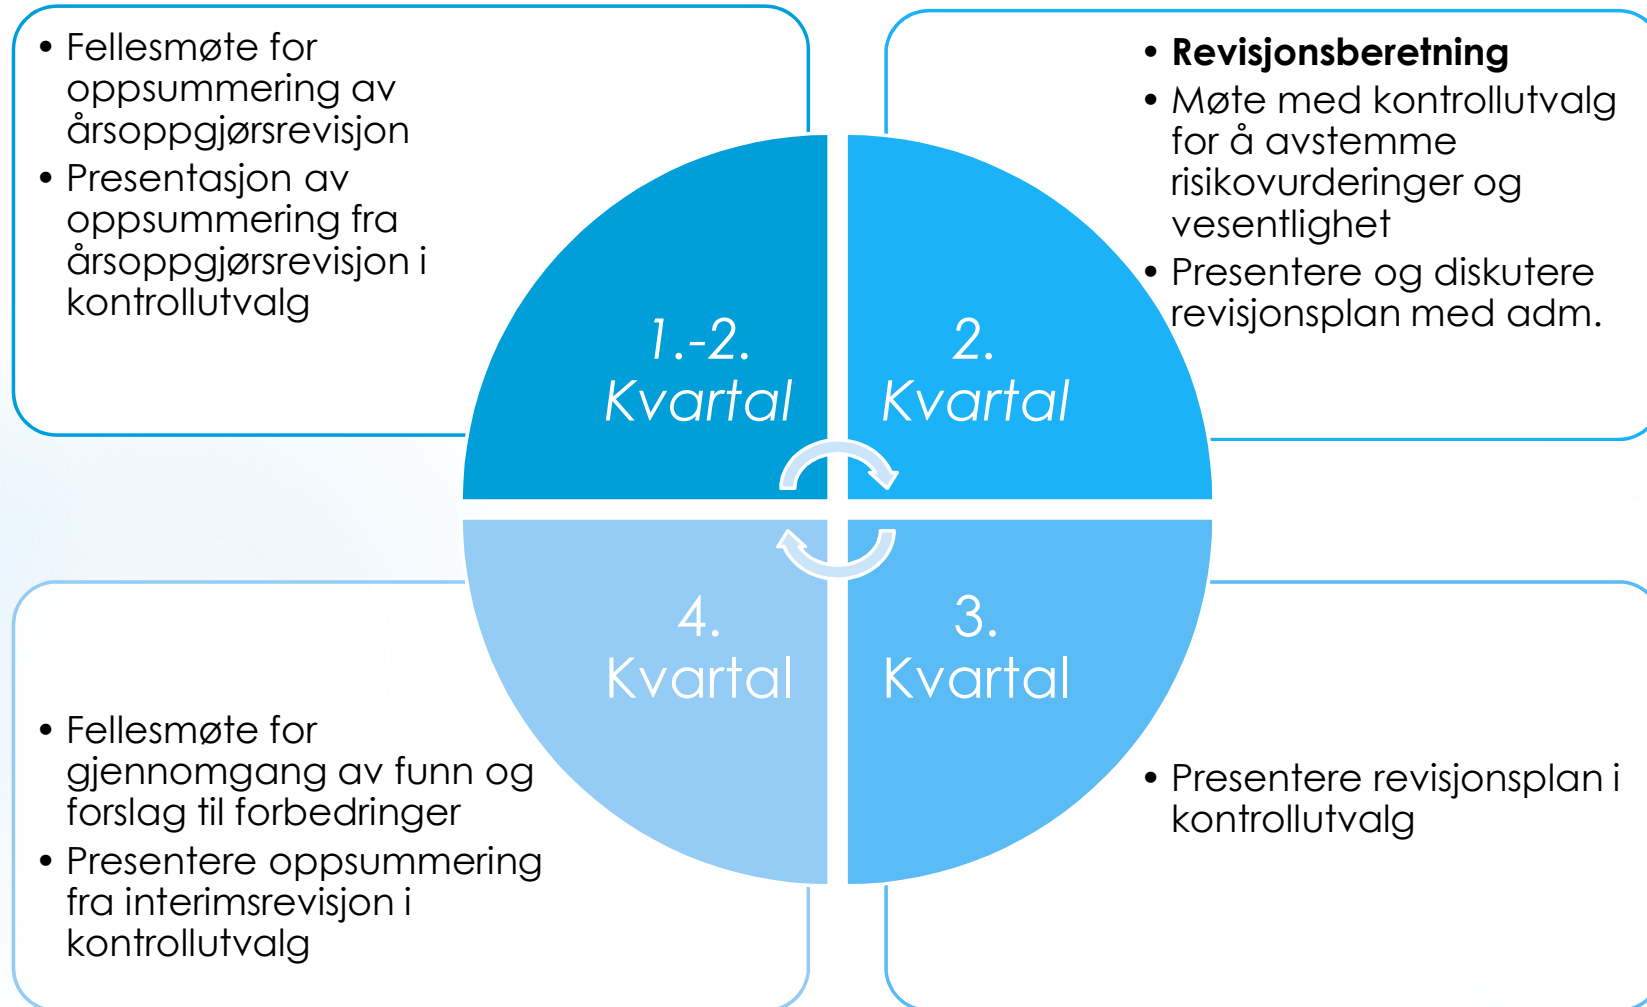 • Fellesmøte for
oppsummering av
årsoppgjørsrevisjon
• Presentasjon av
oppsummering fra
årsoppgjørsrevisjon i
kontrollutvalg
• Revisjonsberetning
• Møte med kontrollutvalg
for å avstemme
risikovurderinger og
vesentlighet
• Presentere og diskutere
revisjonsplan med adm.
1.-2.
Kvartal
2.
Kvartal
4.
Kvartal
3.
Kvartal
• Fellesmøte for
gjennomgang av funn og
forslag til forbedringer
• Presentere oppsummering
fra interimsrevisjon i
kontrollutvalg
• Presentere revisjonsplan i
kontrollutvalg